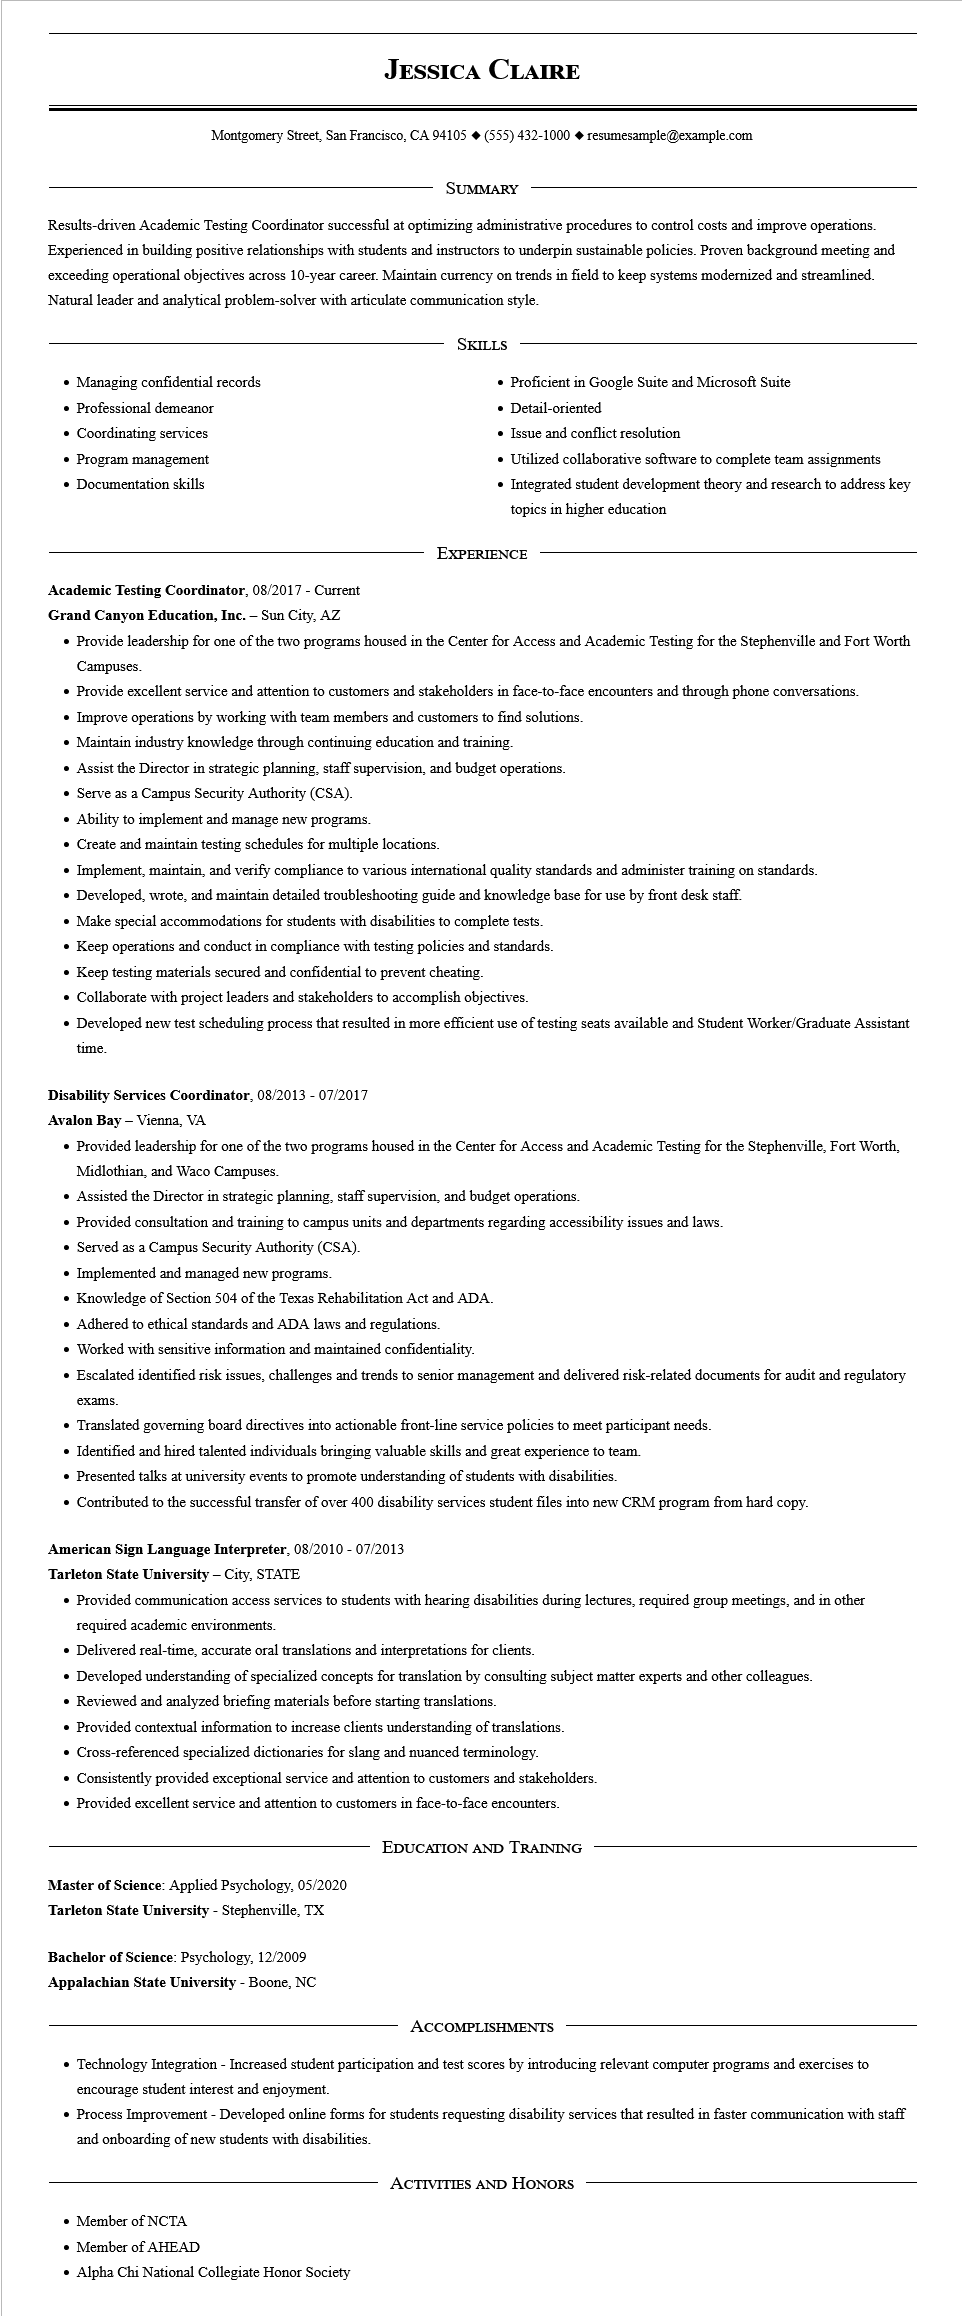 Jessica Claire
Montgomery Street, San Francisco, CA 94105 ◆ (555) 432-1000 ◆ resumesample@example.com
Summary
Results-driven Academic Testing Coordinator successful at optimizing administrative procedures to control costs and improve operations.
Experienced in building positive relationships with students and instructors to underpin sustainable policies. Proven background meeting and
exceeding operational objectives across 10-year career. Maintain currency on trends in field to keep systems modernized and streamlined.
Natural leader and analytical problem-solver with articulate communication style.
Skills
• Managing confidential records
• Professional demeanor
• Coordinating services
• Program management
• Documentation skills
• Proficient in Google Suite and Microsoft Suite
• Detail-oriented
• Issue and conflict resolution
• Utilized collaborative software to complete team assignments
• Integrated student development theory and research to address key
topics in higher education
Experience
Academic Testing Coordinator, 08/2017 - Current
Grand Canyon Education, Inc. – Sun City, AZ
• Provide leadership for one of the two programs housed in the Center for Access and Academic Testing for the Stephenville and Fort Worth
Campuses.
• Provide excellent service and attention to customers and stakeholders in face-to-face encounters and through phone conversations.
• Improve operations by working with team members and customers to find solutions.
• Maintain industry knowledge through continuing education and training.
• Assist the Director in strategic planning, staff supervision, and budget operations.
• Serve as a Campus Security Authority (CSA).
• Ability to implement and manage new programs.
• Create and maintain testing schedules for multiple locations.
• Implement, maintain, and verify compliance to various international quality standards and administer training on standards.
• Developed, wrote, and maintain detailed troubleshooting guide and knowledge base for use by front desk staff.
• Make special accommodations for students with disabilities to complete tests.
• Keep operations and conduct in compliance with testing policies and standards.
• Keep testing materials secured and confidential to prevent cheating.
• Collaborate with project leaders and stakeholders to accomplish objectives.
• Developed new test scheduling process that resulted in more efficient use of testing seats available and Student Worker/Graduate Assistant
time.
Disability Services Coordinator, 08/2013 - 07/2017
Avalon Bay – Vienna, VA
• Provided leadership for one of the two programs housed in the Center for Access and Academic Testing for the Stephenville, Fort Worth,
Midlothian, and Waco Campuses.
• Assisted the Director in strategic planning, staff supervision, and budget operations.
• Provided consultation and training to campus units and departments regarding accessibility issues and laws.
• Served as a Campus Security Authority (CSA).
• Implemented and managed new programs.
• Knowledge of Section 504 of the Texas Rehabilitation Act and ADA.
• Adhered to ethical standards and ADA laws and regulations.
• Worked with sensitive information and maintained confidentiality.
• Escalated identified risk issues, challenges and trends to senior management and delivered risk-related documents for audit and regulatory
exams.
• Translated governing board directives into actionable front-line service policies to meet participant needs.
• Identified and hired talented individuals bringing valuable skills and great experience to team.
• Presented talks at university events to promote understanding of students with disabilities.
• Contributed to the successful transfer of over 400 disability services student files into new CRM program from hard copy.
American Sign Language Interpreter, 08/2010 - 07/2013
Tarleton State University – City, STATE
• Provided communication access services to students with hearing disabilities during lectures, required group meetings, and in other
required academic environments.
• Delivered real-time, accurate oral translations and interpretations for clients.
• Developed understanding of specialized concepts for translation by consulting subject matter experts and other colleagues.
• Reviewed and analyzed briefing materials before starting translations.
• Provided contextual information to increase clients understanding of translations.
• Cross-referenced specialized dictionaries for slang and nuanced terminology.
• Consistently provided exceptional service and attention to customers and stakeholders.
• Provided excellent service and attention to customers in face-to-face encounters.
Education and Training
Master of Science: Applied Psychology, 05/2020
Tarleton State University - Stephenville, TX
Bachelor of Science: Psychology, 12/2009
Appalachian State University - Boone, NC
Accomplishments
• Technology Integration - Increased student participation and test scores by introducing relevant computer programs and exercises to
encourage student interest and enjoyment.
• Process Improvement - Developed online forms for students requesting disability services that resulted in faster communication with staff
and onboarding of new students with disabilities.
Activities and Honors
• Member of NCTA
• Member of AHEAD
• Alpha Chi National Collegiate Honor Society